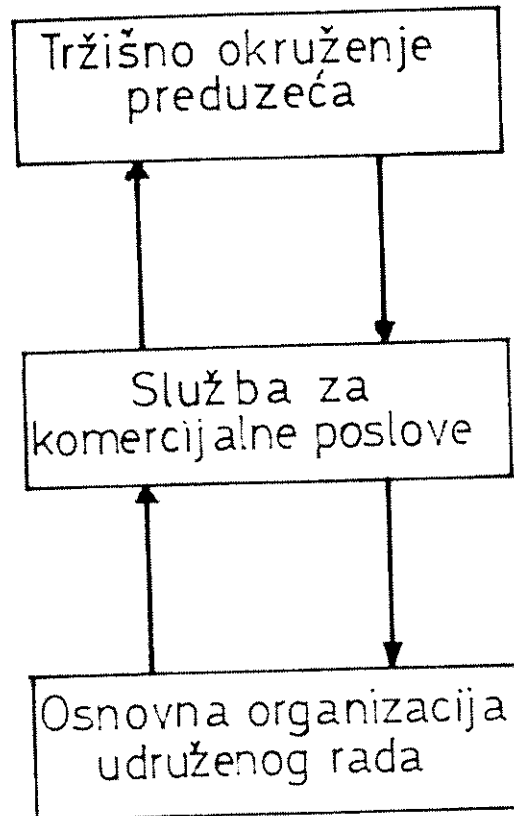 Tržišno okruženje
preduzeća
Služba za
komercijalne poslove
Osnovna organizacija
udruženog rada